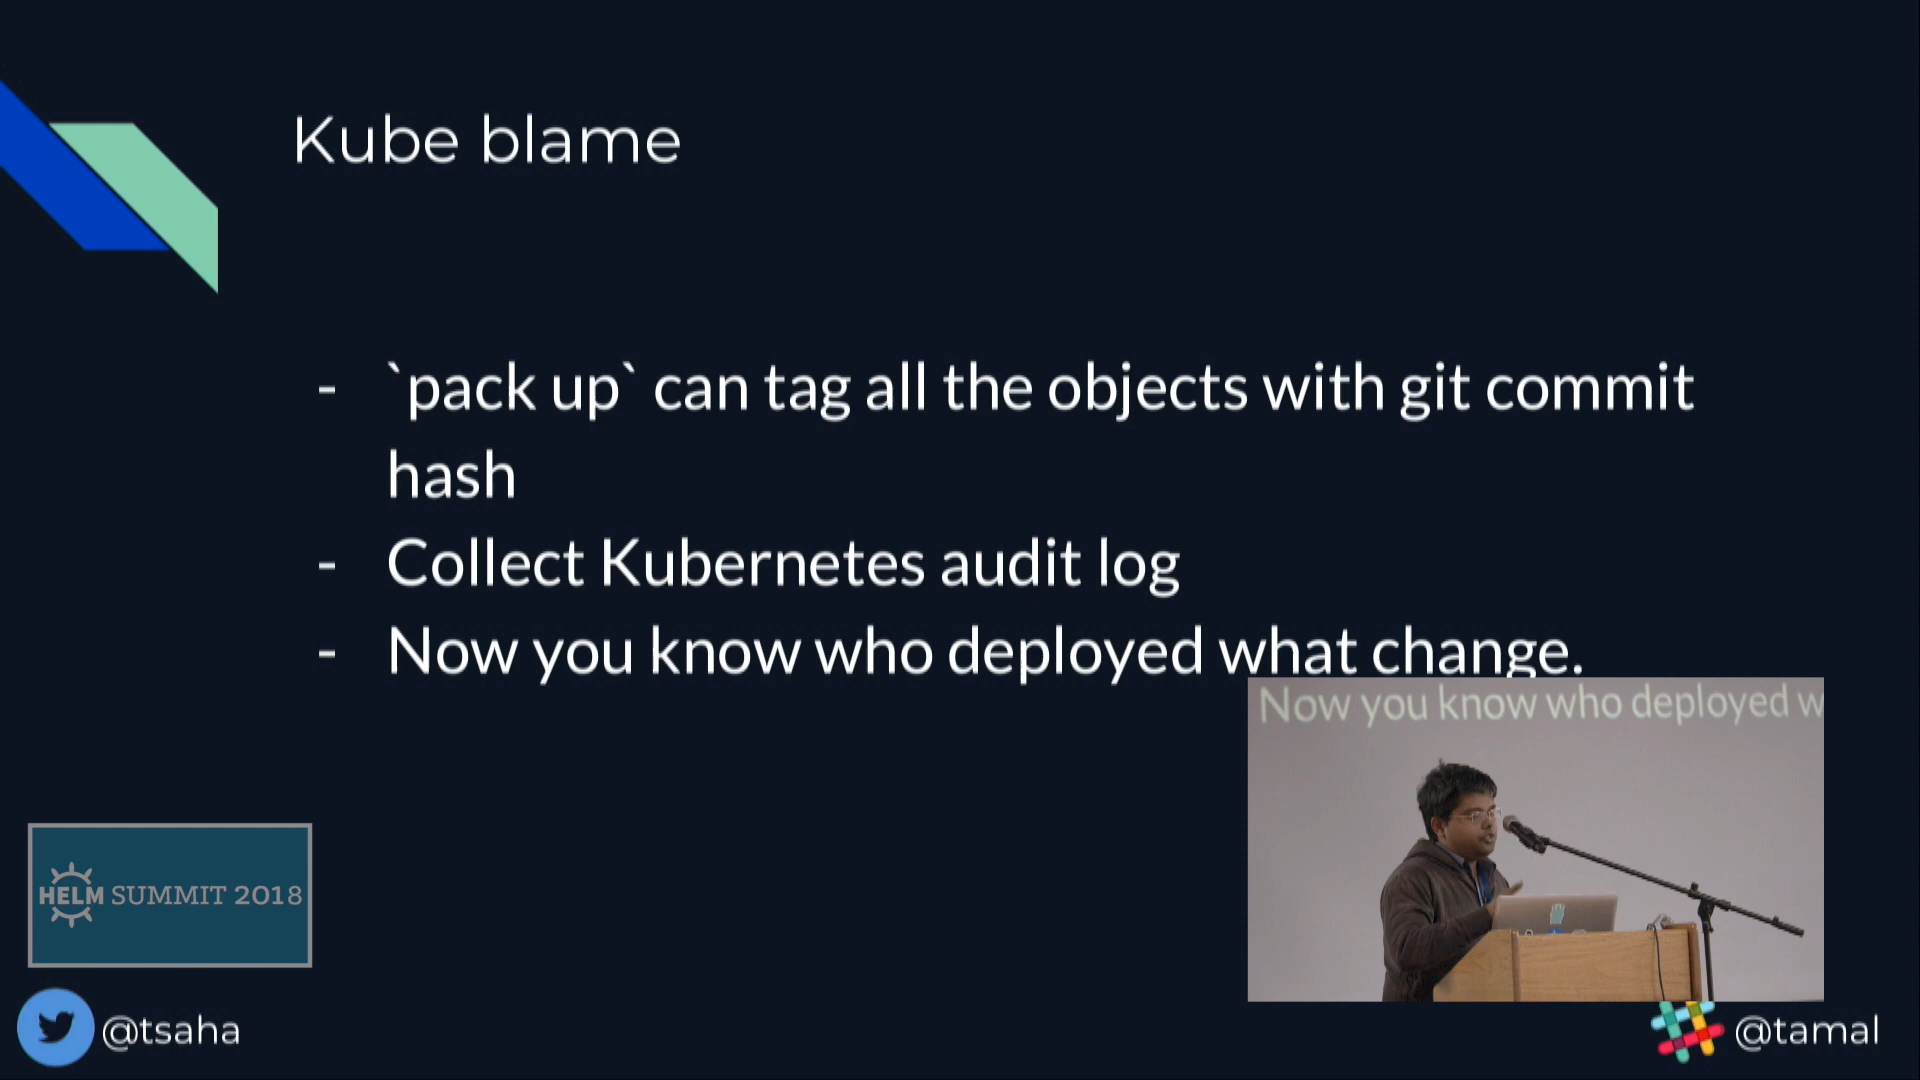 Kube blame
- `pack up` can tag all the objects with git commit
hash
- Collect Kubernetes audit log
- Now you know who deployed what change.
Now you know who deployed w
HELM SUMMIT 2018
@tsaha
@tamal